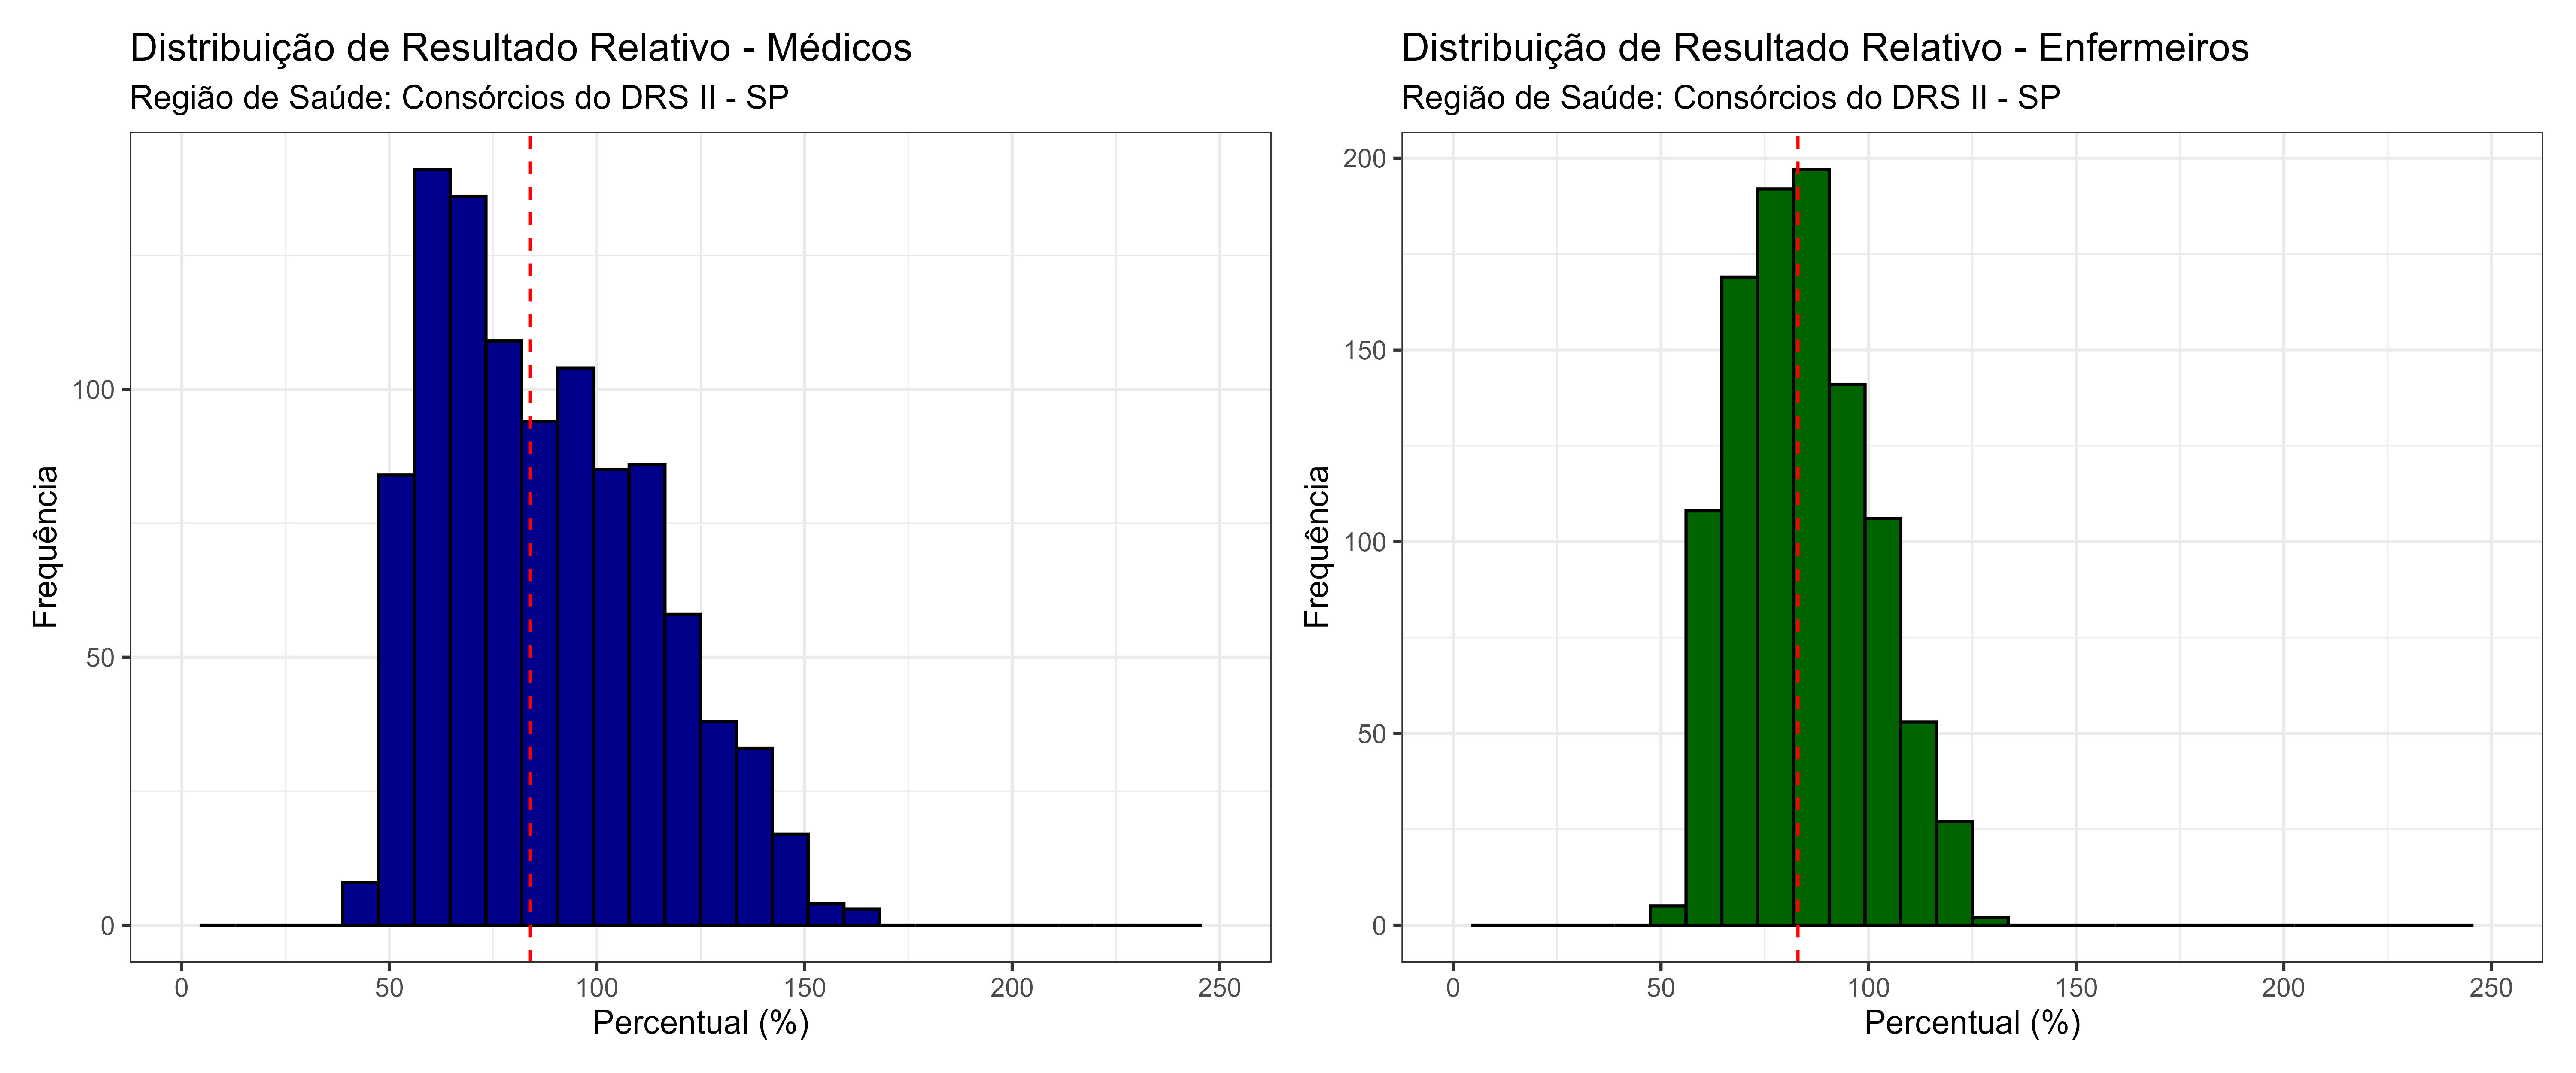 Distribuição de Resultado Relativo - Médicos
Região de Saúde: Consórcios do DRS II - SP
Frequência
100
50
0
0 50 100 150 200 250
Percentual (%)
Distribuição de Resultado Relativo - Enfermeiros
Região de Saúde: Consórcios do DRS II - SP
Frequência
200
150
100
50
0
0 50 100 150 200 250
Percentual (%)